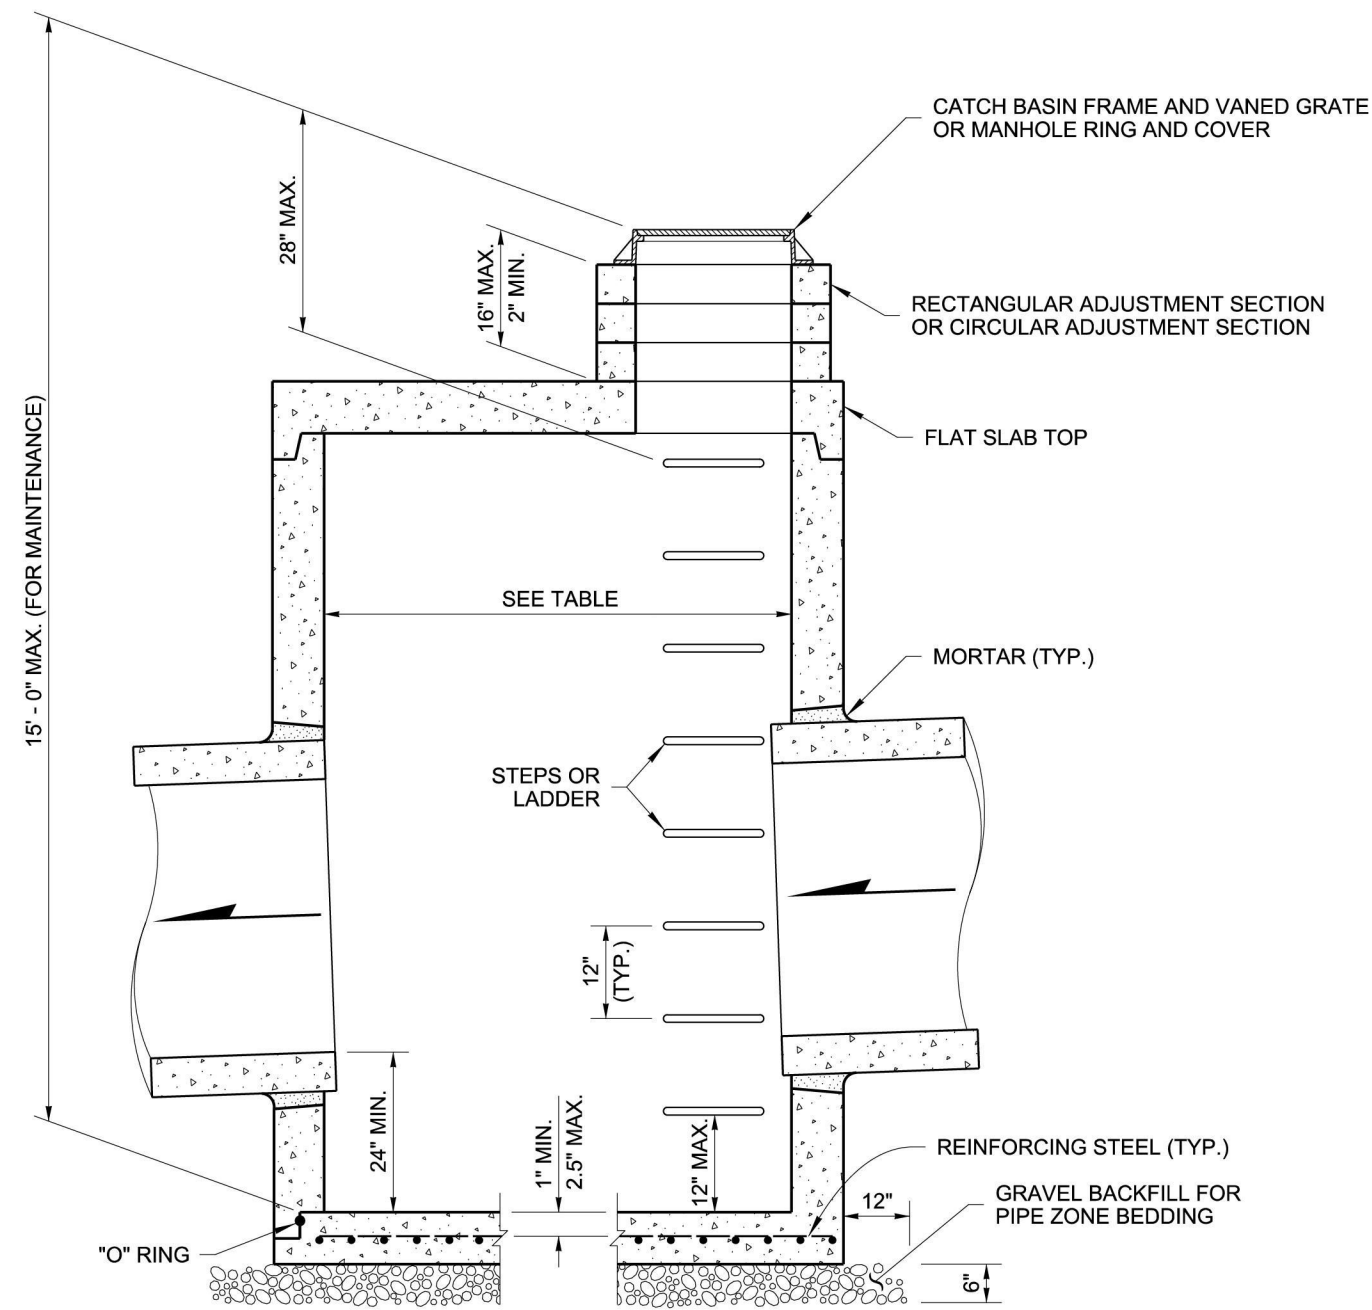 CATCH BASIN FRAME AND VANED GRATE
OR MANHOLE RING AND COVER
28" MAX.
16" MAX.
2" MIN.
RECTANGULAR ADJUSTMENT SECTION
OR CIRCULAR ADJUSTMENT SECTION
FLAT SLAB TOP
15' - 0" MAX. (FOR MAINTENANCE)
SEE TABLE
MORTAR (TYP.)
STEPS OR
LADDER
12"
(TYP.)
24" MIN.
1" MIN.
2.5" MAX.
12" MAX.
REINFORCING STEEL (TYP.)
12"
GRAVEL BACKFILL FOR
PIPE ZONE BEDDING
"O" RING
6"